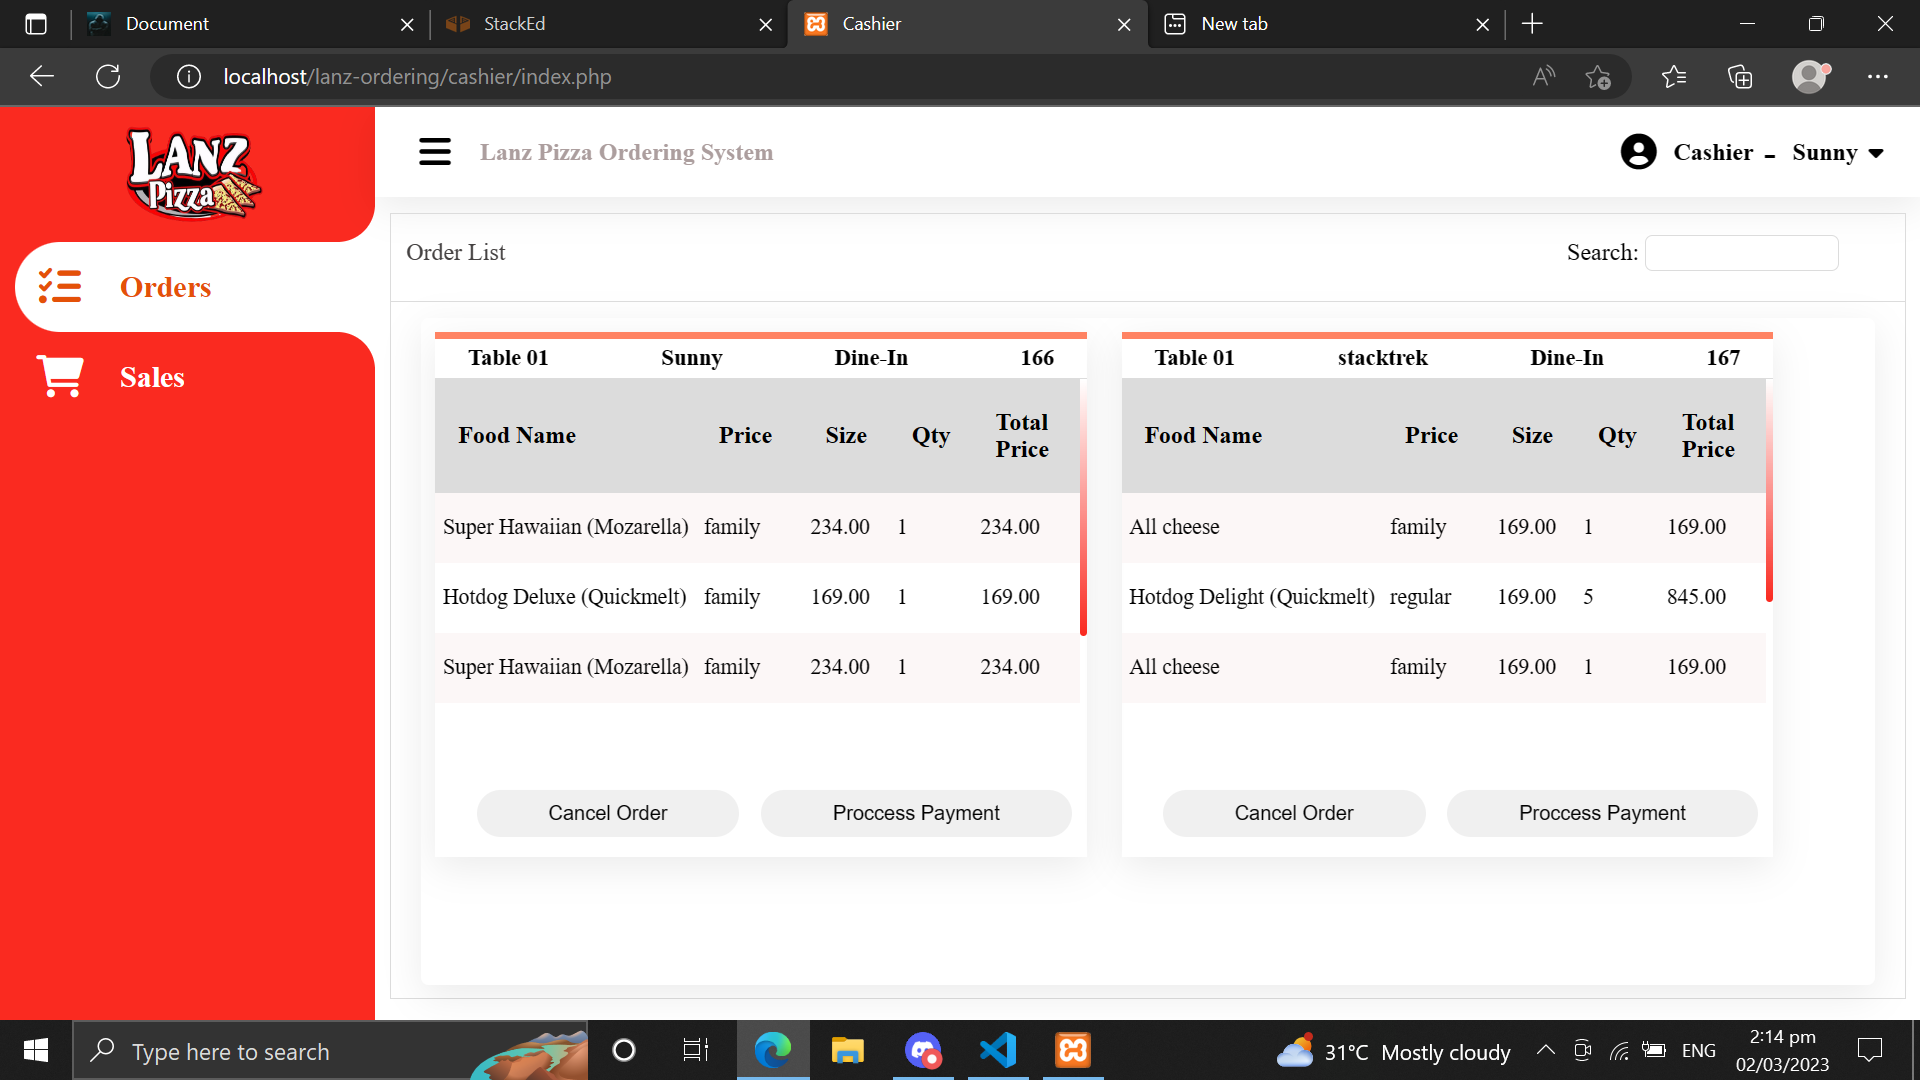 Document
StackEd
Cashier
New tab
localhost/lanz-ordering/cashier/index.php
LANZ
Pizza
Lanz Pizza Ordering System
Cashier - Sunny
Orders
Sales
Order List
Search:
Table 01 Sunny Dine-In 166
Food Name Price Size Qty Total Price
Super Hawaiian (Mozarella) family 234.00 1 234.00
Hotdog Deluxe (Quickmelt) family 169.00 1 169.00
Super Hawaiian (Mozarella) family 234.00 1 234.00
Cancel Order Proccess Payment
Table 01 stacktrek Dine-In 167
Food Name Price Size Qty Total Price
All cheese family 169.00 1 169.00
Hotdog Delight (Quickmelt) regular 169.00 5 845.00
All cheese family 169.00 1 169.00
Cancel Order Proccess Payment
Type here to search
31°C Mostly cloudy
ENG
2:14 pm
02/03/2023